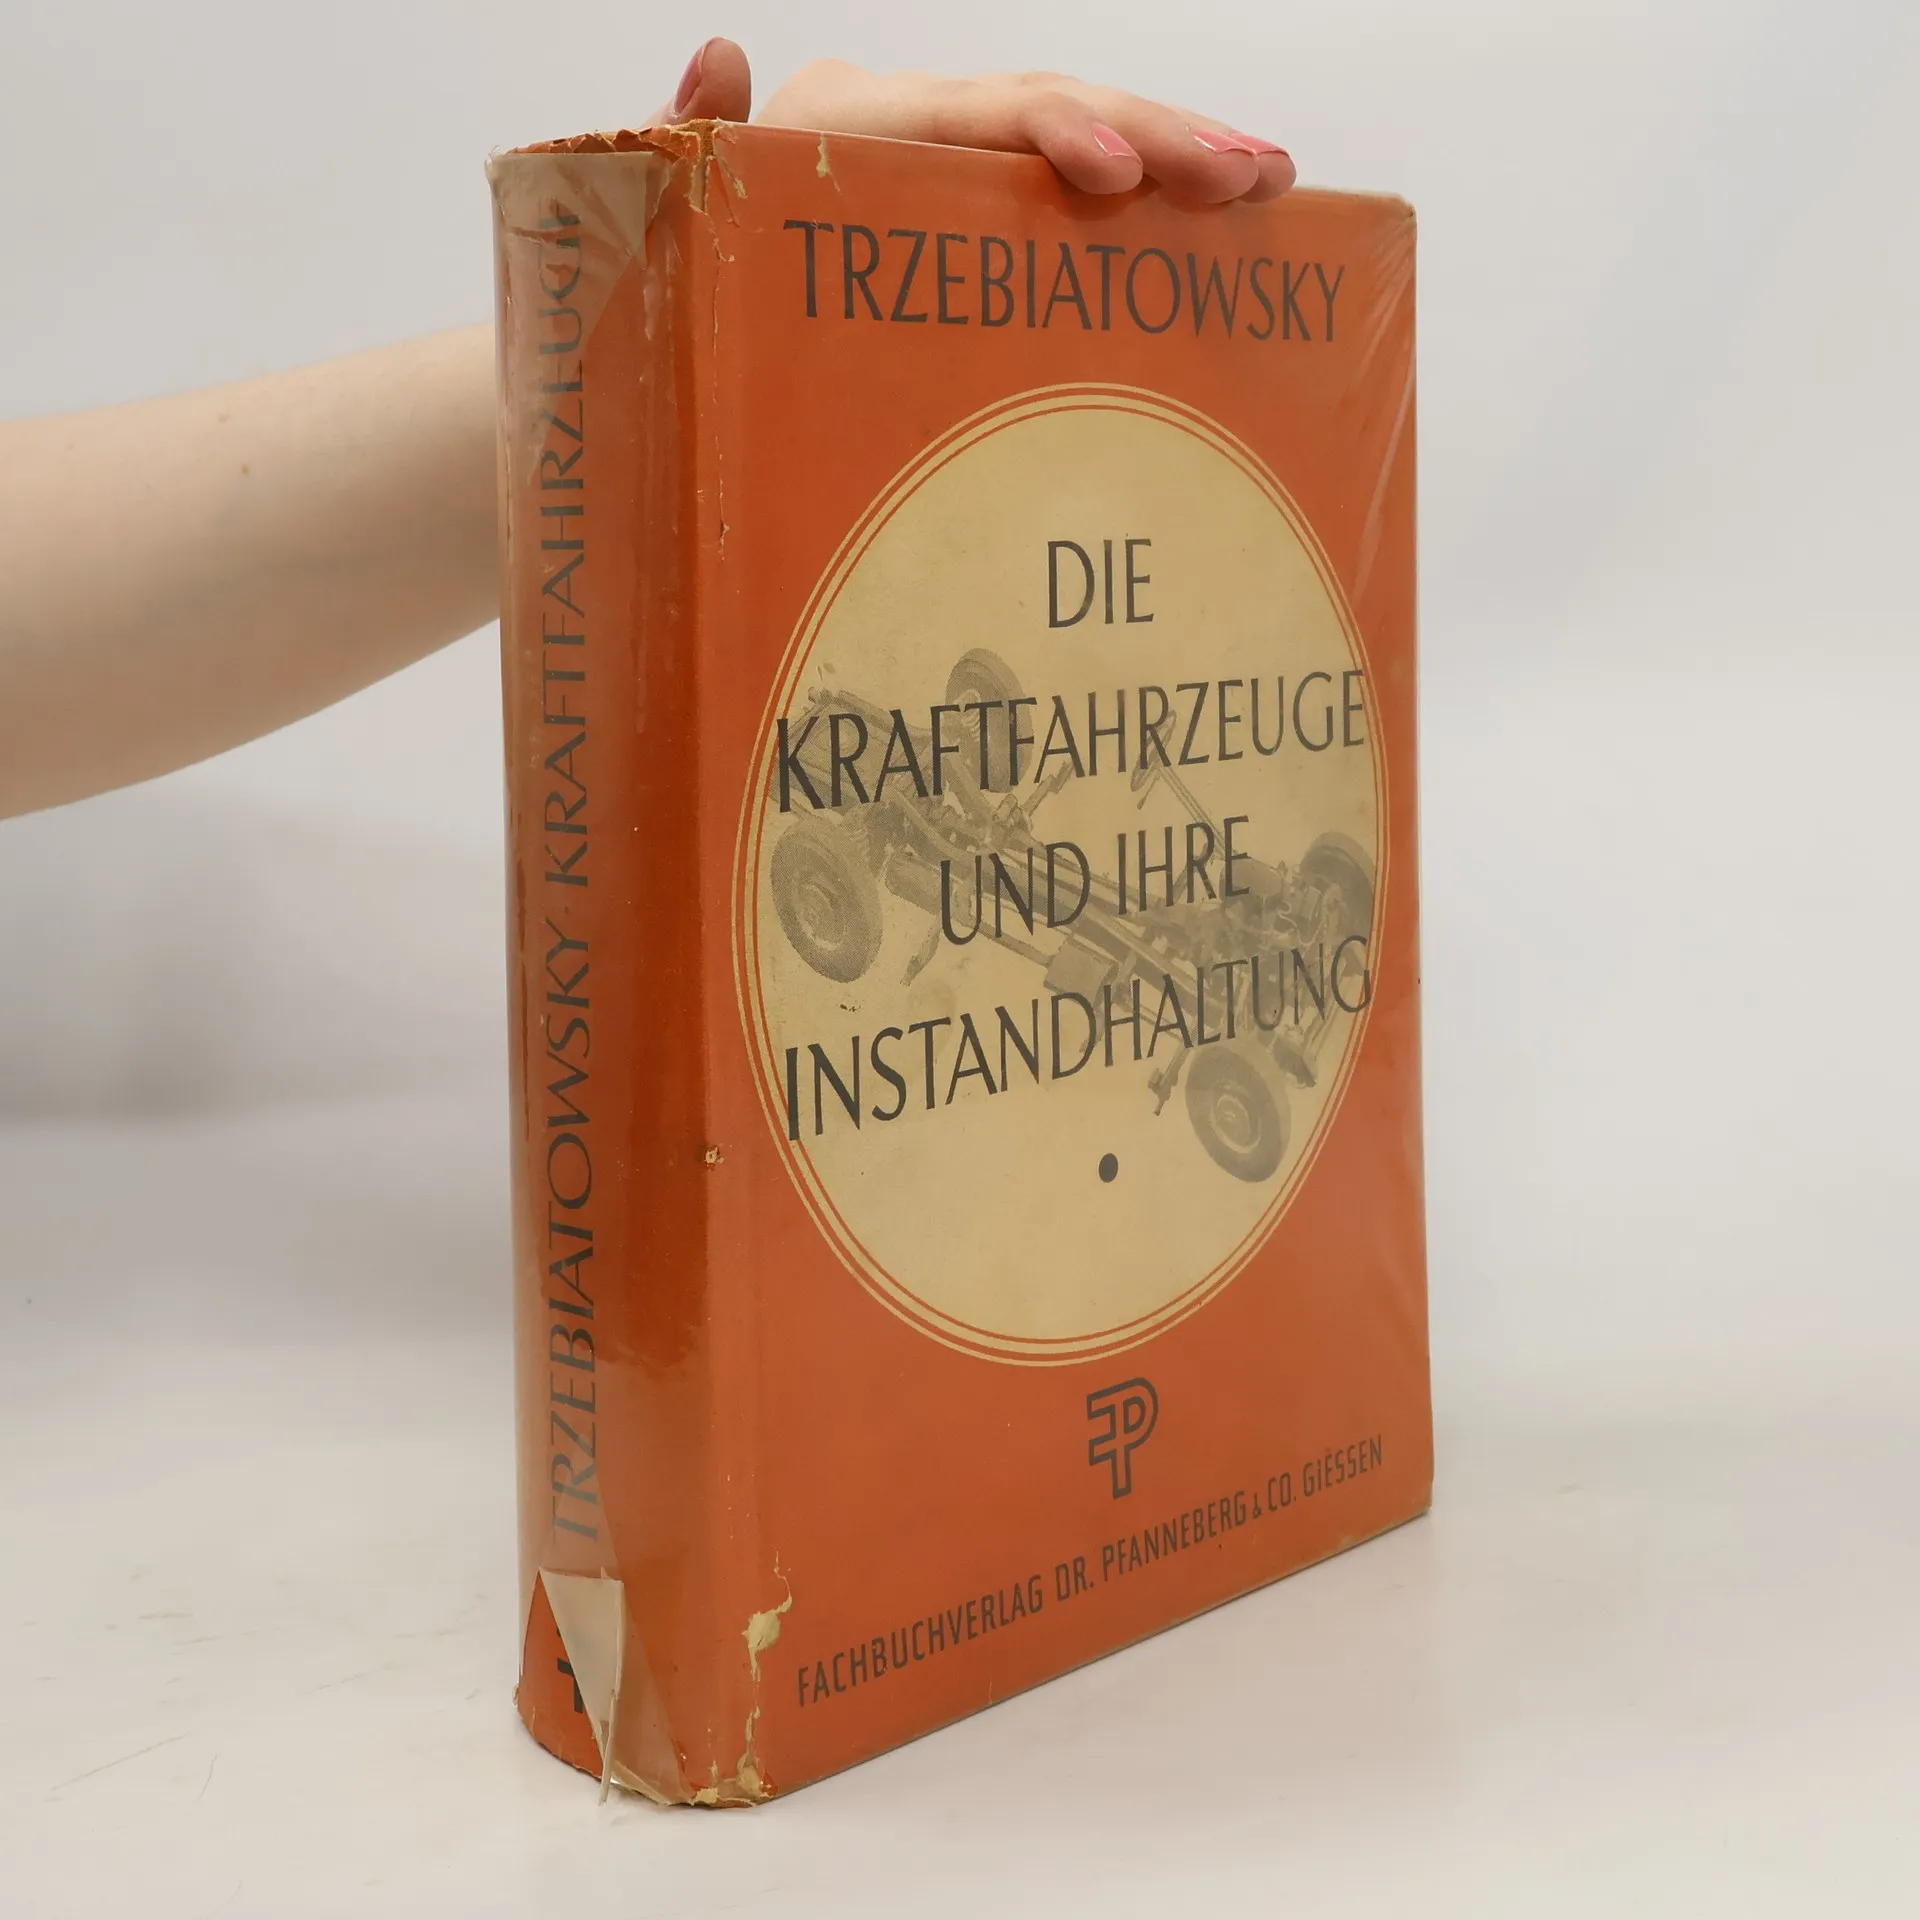 TRZEBIATOWSKY
DIE
KRAFTFAHRZEUGE
UND IHRE
INSTANDHALTUNG
FACHBUCHVERLAG DR. PFANNEBERG & CO. GIESSEN
TRZEBIATOWSKY · KRAFTFAHRZEUGE